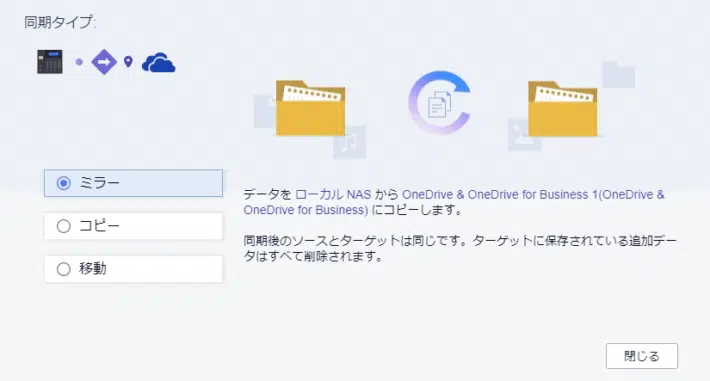 同期タイプ:
ミラー
コピー
移動
データを ローカル NAS から OneDrive & OneDrive for Business 1(OneDrive &
OneDrive for Business) にコピーします。
同期後のソースとターゲットは同じです。ターゲットに保存されている追加デー
タはすべて削除されます。
閉じる